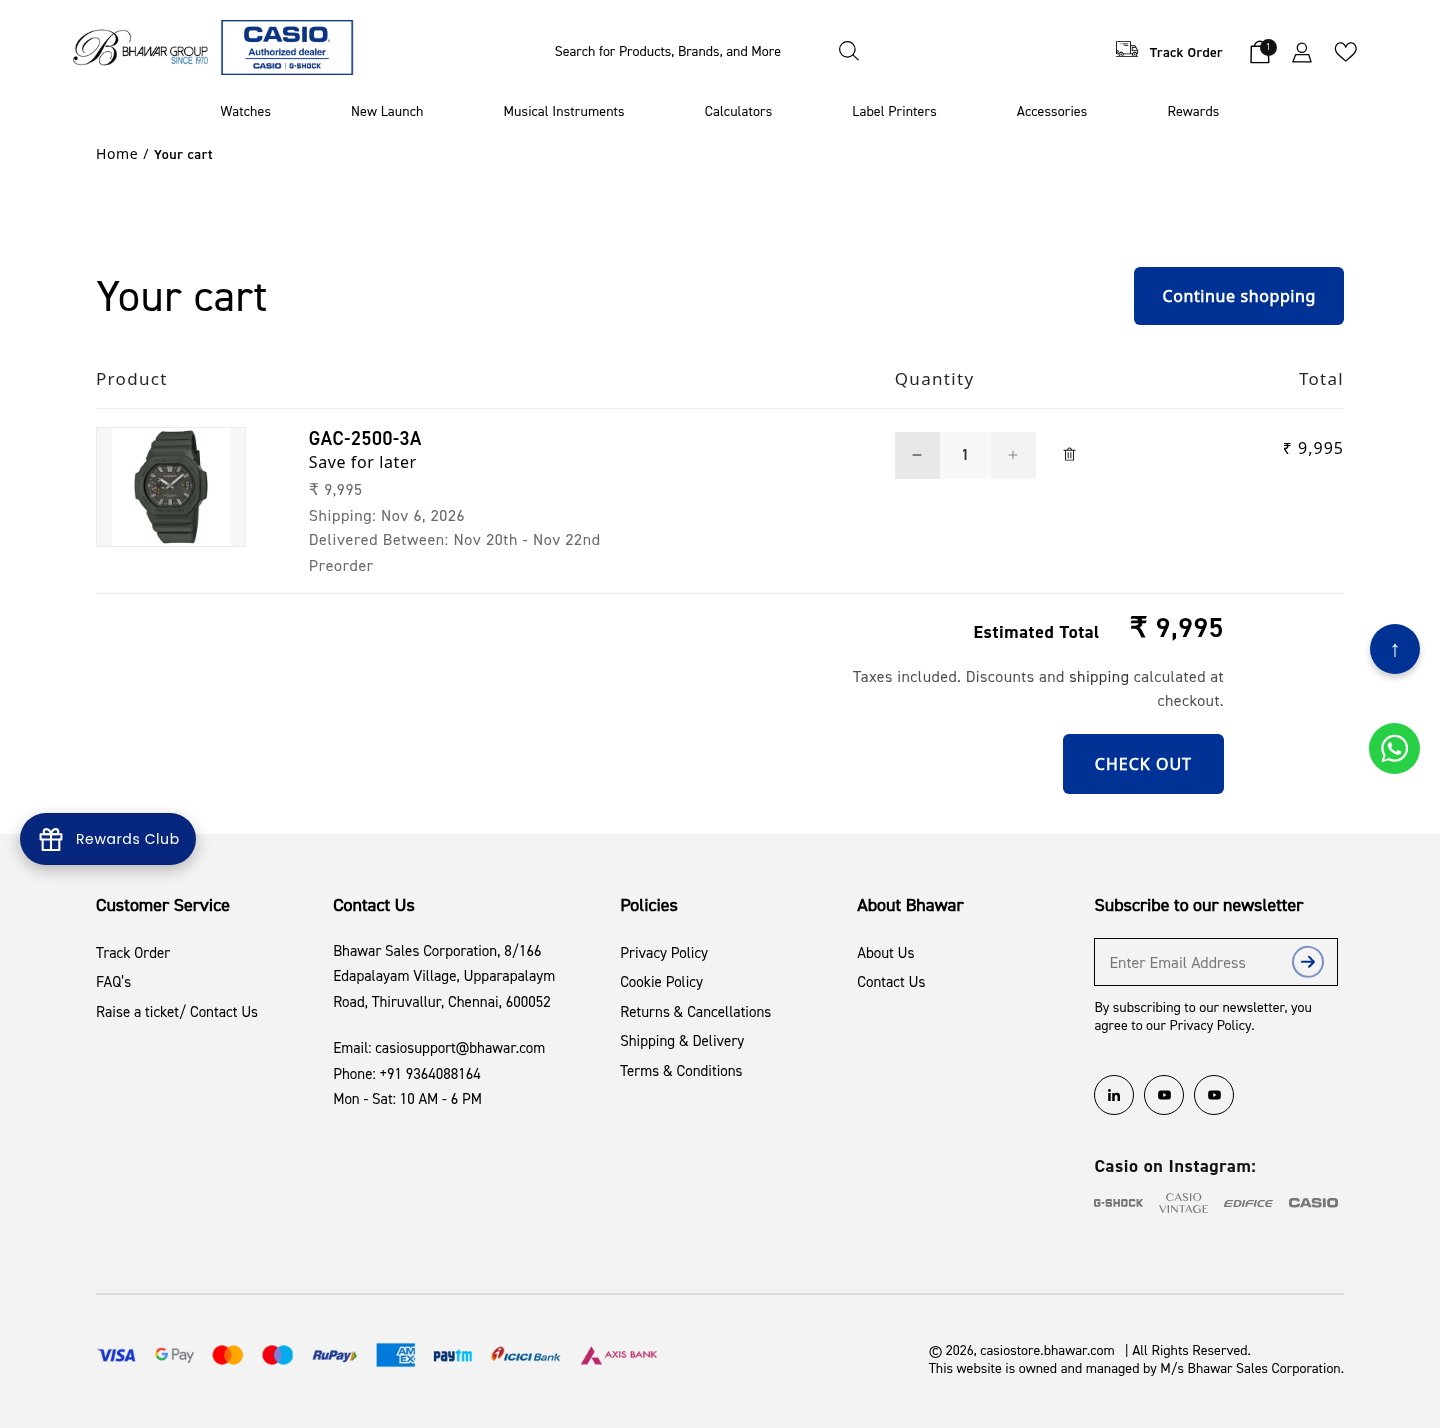 BHAWAR GROUP
SINCE 1970
CASIO
Authorized dealer
CASIO | G-SHOCK
Search for Products, Brands, and More
Track Order
1
Watches
New Launch
Musical Instruments
Calculators
Label Printers
Accessories
Rewards
Home / Your cart
Your cart
Continue shopping
Product
Quantity
Total
GAC-2500-3A
Save for later
₹ 9,995
Shipping: Nov 6, 2026
Delivered Between: Nov 20th - Nov 22nd
Preorder
− 1 +
₹ 9,995
Estimated Total ₹ 9,995
Taxes included. Discounts and shipping calculated at
checkout.
CHECK OUT
↑
Rewards Club
Customer Service
Track Order
FAQ's
Raise a ticket/ Contact Us
Contact Us
Bhawar Sales Corporation, 8/166
Edapalayam Village, Upparapalaym
Road, Thiruvallur, Chennai, 600052
Email: casiosupport@bhawar.com
Phone: +91 9364088164
Mon - Sat: 10 AM - 6 PM
Policies
Privacy Policy
Cookie Policy
Returns & Cancellations
Shipping & Delivery
Terms & Conditions
About Bhawar
About Us
Contact Us
Subscribe to our newsletter
Enter Email Address
By subscribing to our newsletter, you
agree to our Privacy Policy.
in
Casio on Instagram:
G-SHOCK
CASIO
VINTAGE
EDIFICE
CASIO
VISA
G Pay
RuPay
AMEX
paytm
ICICI Bank
AXIS BANK
© 2026, casiostore.bhawar.com | All Rights Reserved.
This website is owned and managed by M/s Bhawar Sales Corporation.